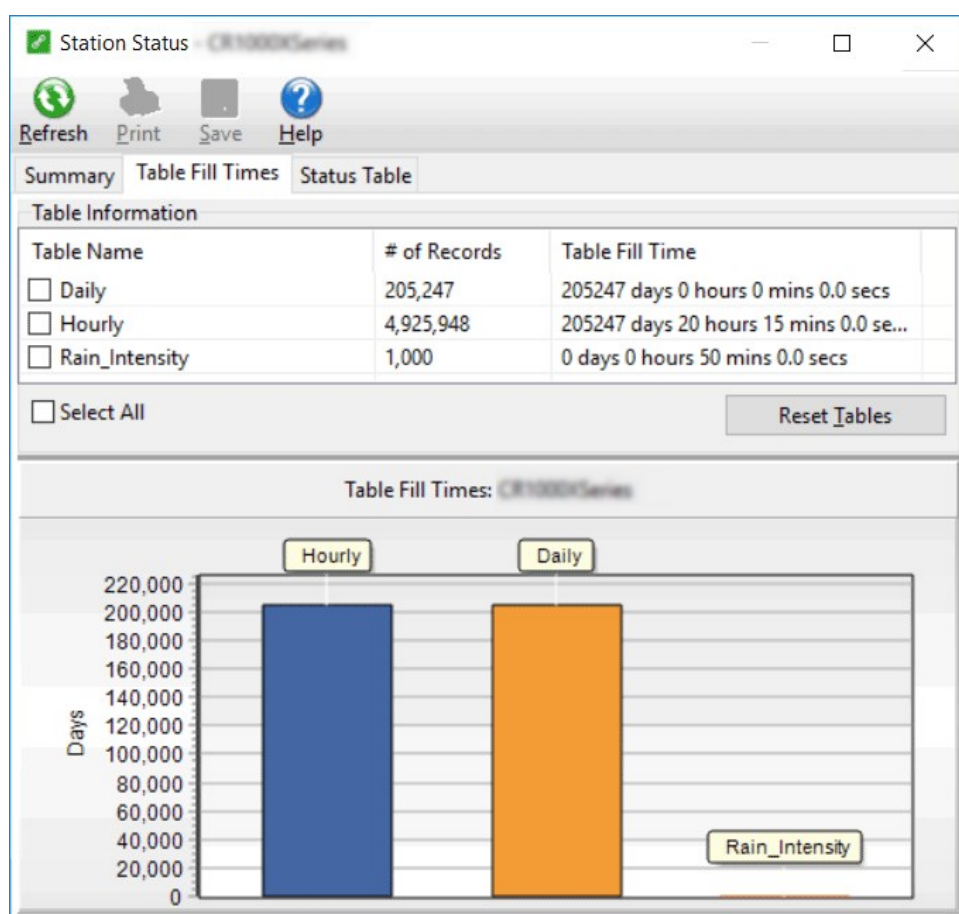 Station Status -
Refresh Print Save Help
Summary Table Fill Times Status Table
Table Information
Table Name # of Records Table Fill Time
Daily 205,247 205247 days 0 hours 0 mins 0.0 secs
Hourly 4,925,948 205247 days 20 hours 15 mins 0.0 se...
Rain_Intensity 1,000 0 days 0 hours 50 mins 0.0 secs
Select All Reset Tables
Table Fill Times:
Hourly Daily
220,000
200,000
180,000
160,000
140,000
120,000
100,000
80,000
60,000
40,000
20,000
0
Days
Rain_Intensity